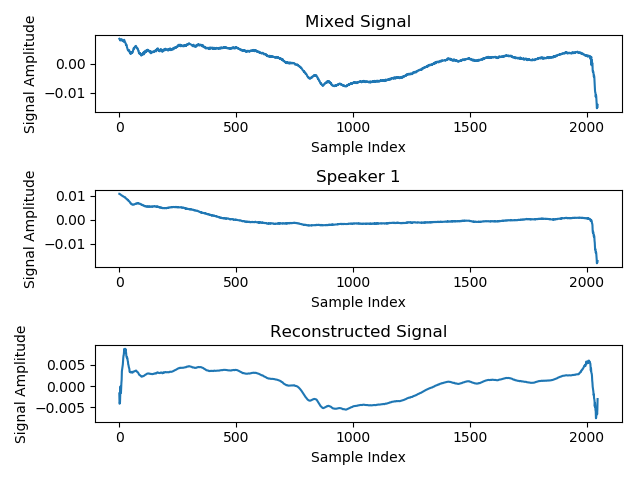 Mixed Signal
Signal Amplitude
0.00
−0.01
0 500 1000 1500 2000
Sample Index
Speaker 1
Signal Amplitude
0.01
0.00
−0.01
0 500 1000 1500 2000
Sample Index
Reconstructed Signal
Signal Amplitude
0.005
0.000
−0.005
0 500 1000 1500 2000
Sample Index